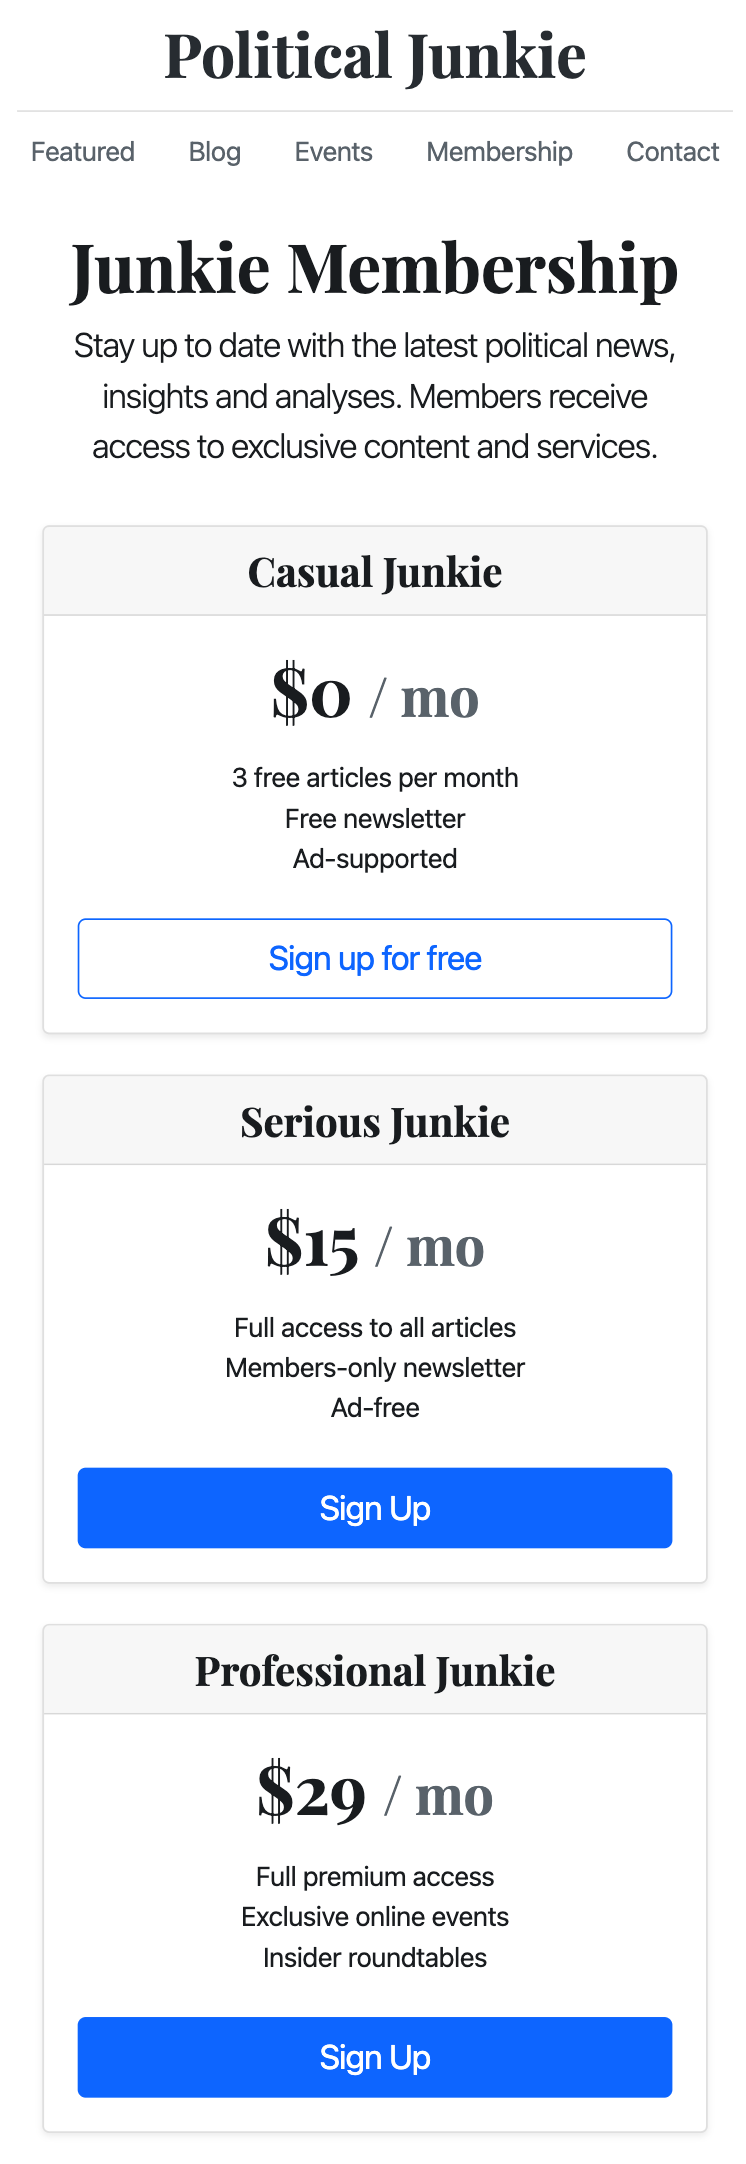 Political Junkie
Featured Blog Events Membership Contact
Junkie Membership
Stay up to date with the latest political news,
insights and analyses. Members receive
access to exclusive content and services.
Casual Junkie
$0 / mo
3 free articles per month
Free newsletter
Ad-supported
Sign up for free
Serious Junkie
$15 / mo
Full access to all articles
Members-only newsletter
Ad-free
Sign Up
Professional Junkie
$29 / mo
Full premium access
Exclusive online events
Insider roundtables
Sign Up